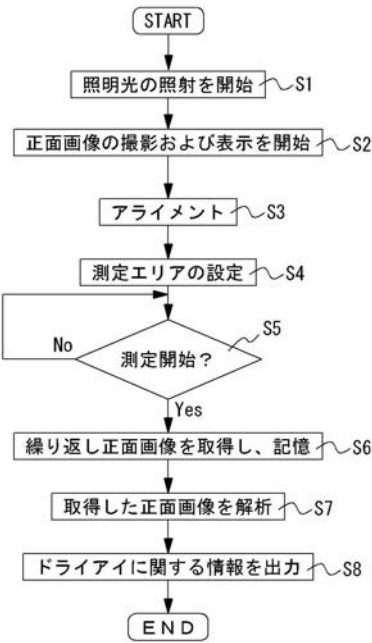 START
照明光の照射を開始 S1
正面画像の撮影および表示を開始 S2
アライメント S3
測定エリアの設定 S4
S5
No 測定開始？
Yes
繰り返し正面画像を取得し、記憶 S6
取得した正面画像を解析 S7
ドライアイに関する情報を出力 S8
END